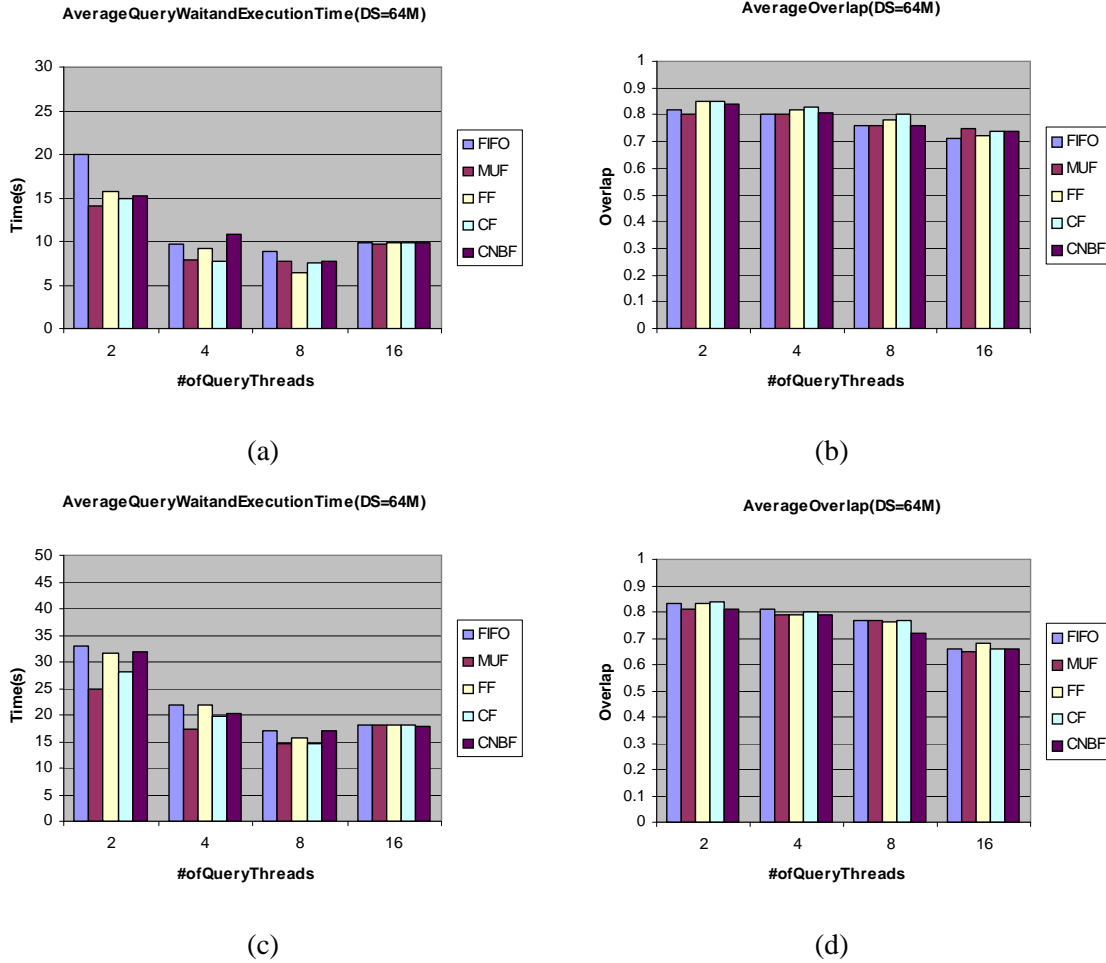 AverageQueryWaitandExecutionTime(DS=64M)
30
25
20
15
10
5
0
Time(s)
2
4
8
16
#ofQueryThreads
FIFO
MUF
FF
CF
CNBF
(a)
AverageOverlap(DS=64M)
1
0.9
0.8
0.7
0.6
0.5
0.4
0.3
0.2
0.1
0
Overlap
2
4
8
16
#ofQueryThreads
FIFO
MUF
FF
CF
CNBF
(b)
AverageQueryWaitandExecutionTime(DS=64M)
50
45
40
35
30
25
20
15
10
5
0
Time(s)
2
4
8
16
#ofQueryThreads
FIFO
MUF
FF
CF
CNBF
(c)
AverageOverlap(DS=64M)
1
0.9
0.8
0.7
0.6
0.5
0.4
0.3
0.2
0.1
0
Overlap
2
4
8
16
#ofQueryThreads
FIFO
MUF
FF
CF
CNBF
(d)